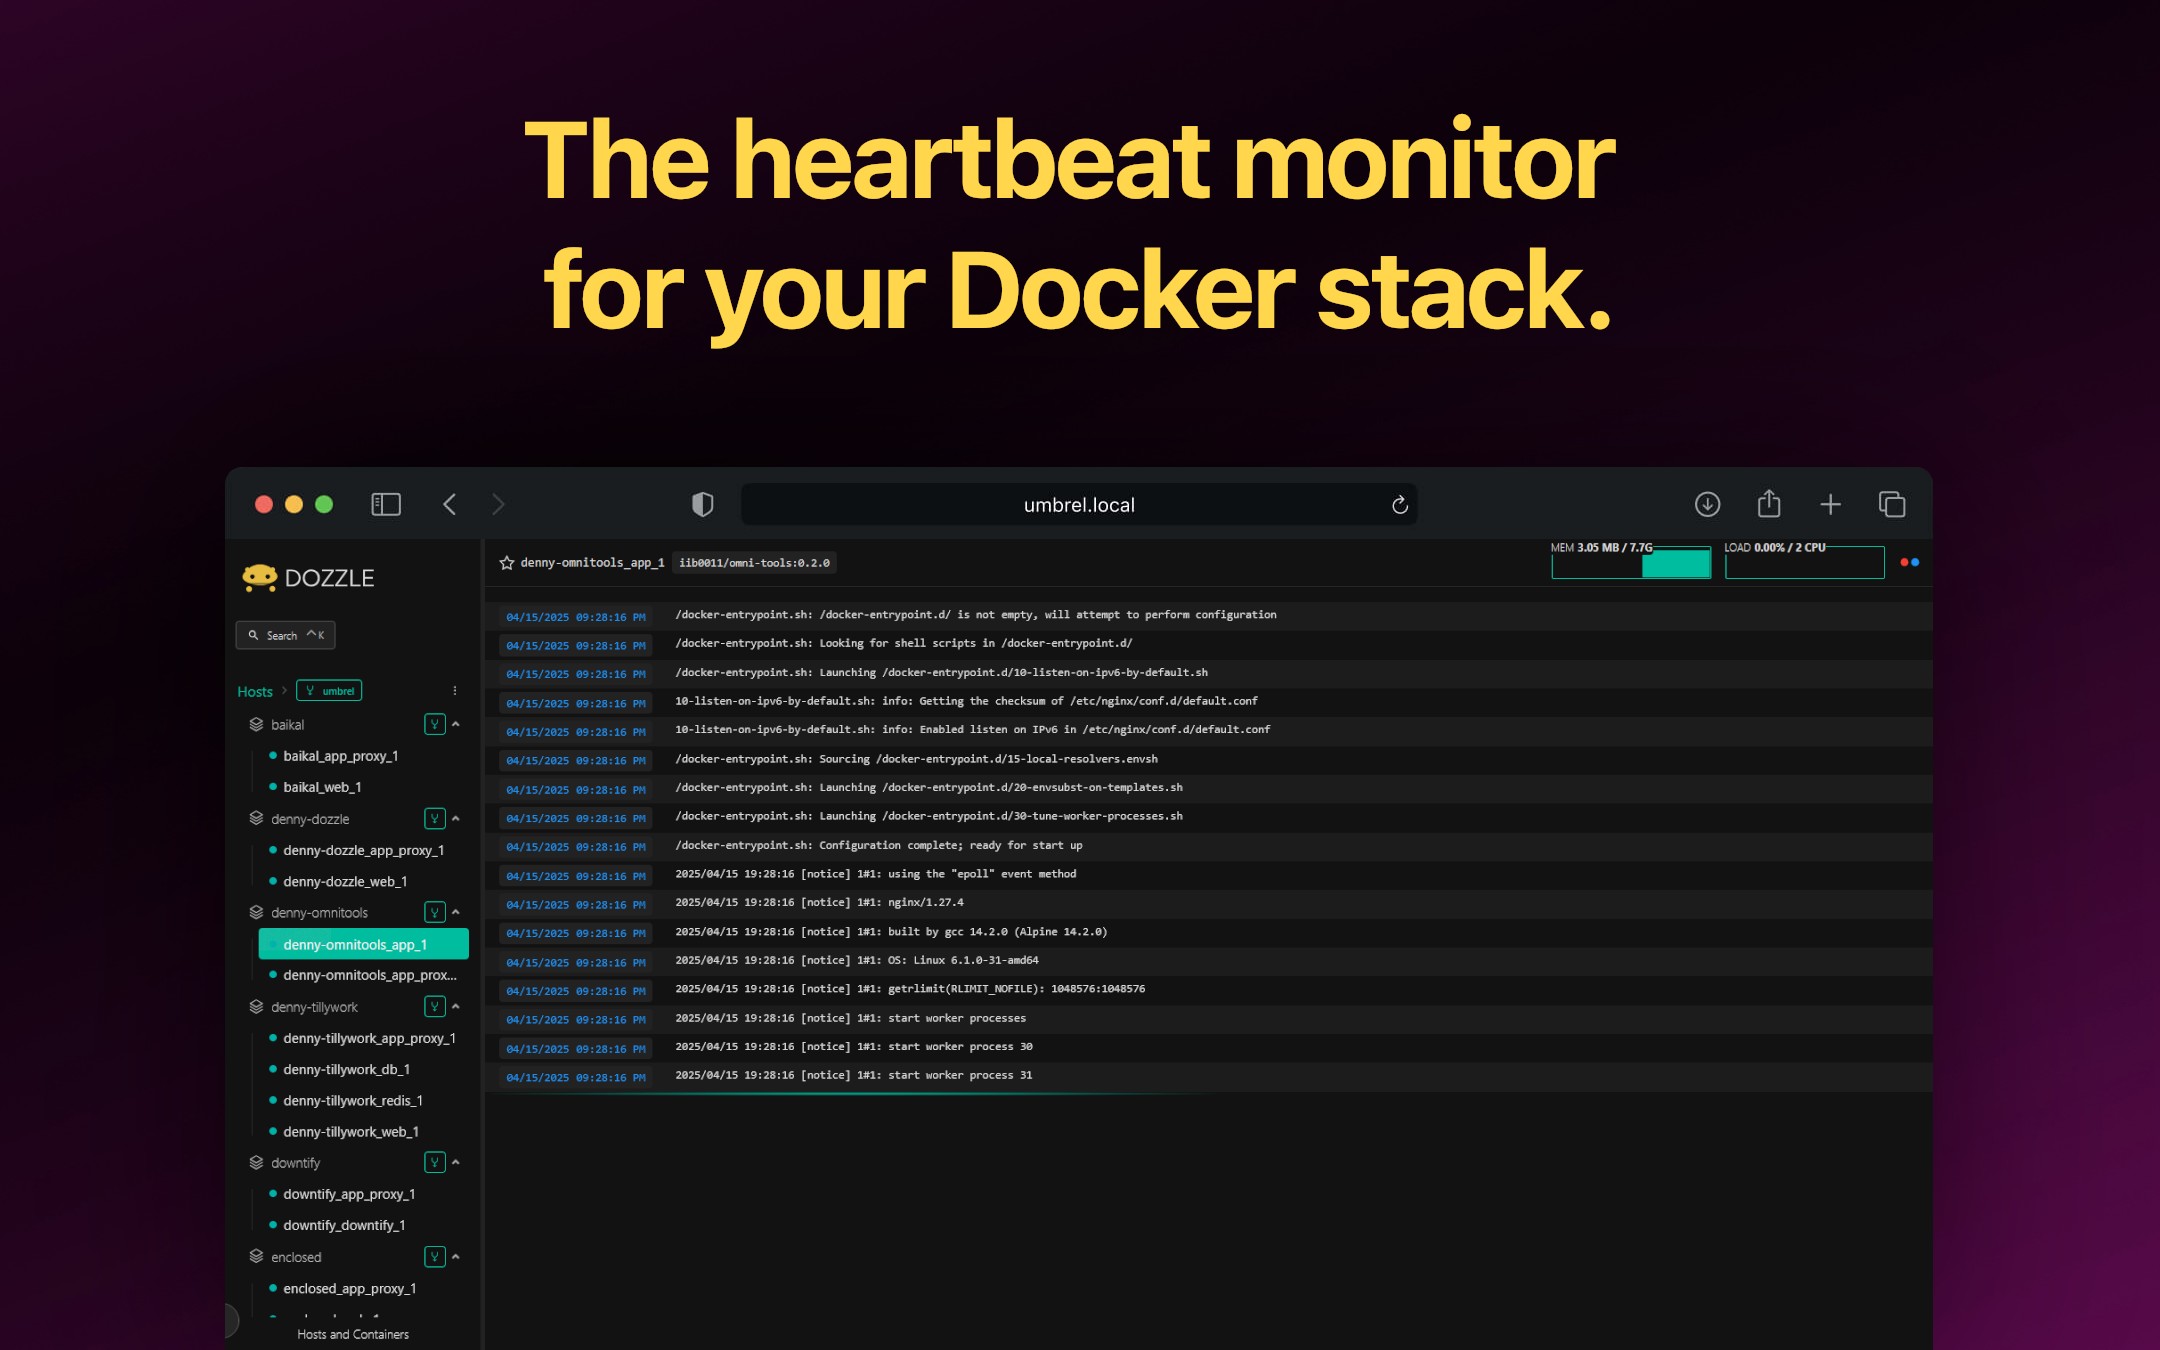 The heartbeat monitor
for your Docker stack.
umbrel.local
DOZZLE
Search ^K
Hosts
umbrel
baikal
baikal_app_proxy_1
baikal_web_1
denny-dozzle
denny-dozzle_app_proxy_1
denny-dozzle_web_1
denny-omnitools
denny-omnitools_app_1
denny-omnitools_app_prox...
denny-tillywork
denny-tillywork_app_proxy_1
denny-tillywork_db_1
denny-tillywork_redis_1
denny-tillywork_web_1
downtify
downtify_app_proxy_1
downtify_downtify_1
enclosed
enclosed_app_proxy_1
Hosts and Containers
denny-omnitools_app_1 iib0011/omni-tools:0.2.0
MEM 3.05 MB / 7.7G
LOAD 0.00% / 2 CPU
04/15/2025 09:28:16 PM /docker-entrypoint.sh: /docker-entrypoint.d/ is not empty, will attempt to perform configuration
04/15/2025 09:28:16 PM /docker-entrypoint.sh: Looking for shell scripts in /docker-entrypoint.d/
04/15/2025 09:28:16 PM /docker-entrypoint.sh: Launching /docker-entrypoint.d/10-listen-on-ipv6-by-default.sh
04/15/2025 09:28:16 PM 10-listen-on-ipv6-by-default.sh: info: Getting the checksum of /etc/nginx/conf.d/default.conf
04/15/2025 09:28:16 PM 10-listen-on-ipv6-by-default.sh: info: Enabled listen on IPv6 in /etc/nginx/conf.d/default.conf
04/15/2025 09:28:16 PM /docker-entrypoint.sh: Sourcing /docker-entrypoint.d/15-local-resolvers.envsh
04/15/2025 09:28:16 PM /docker-entrypoint.sh: Launching /docker-entrypoint.d/20-envsubst-on-templates.sh
04/15/2025 09:28:16 PM /docker-entrypoint.sh: Launching /docker-entrypoint.d/30-tune-worker-processes.sh
04/15/2025 09:28:16 PM /docker-entrypoint.sh: Configuration complete; ready for start up
04/15/2025 09:28:16 PM 2025/04/15 19:28:16 [notice] 1#1: using the "epoll" event method
04/15/2025 09:28:16 PM 2025/04/15 19:28:16 [notice] 1#1: nginx/1.27.4
04/15/2025 09:28:16 PM 2025/04/15 19:28:16 [notice] 1#1: built by gcc 14.2.0 (Alpine 14.2.0)
04/15/2025 09:28:16 PM 2025/04/15 19:28:16 [notice] 1#1: OS: Linux 6.1.0-31-amd64
04/15/2025 09:28:16 PM 2025/04/15 19:28:16 [notice] 1#1: getrlimit(RLIMIT_NOFILE): 1048576:1048576
04/15/2025 09:28:16 PM 2025/04/15 19:28:16 [notice] 1#1: start worker processes
04/15/2025 09:28:16 PM 2025/04/15 19:28:16 [notice] 1#1: start worker process 30
04/15/2025 09:28:16 PM 2025/04/15 19:28:16 [notice] 1#1: start worker process 31